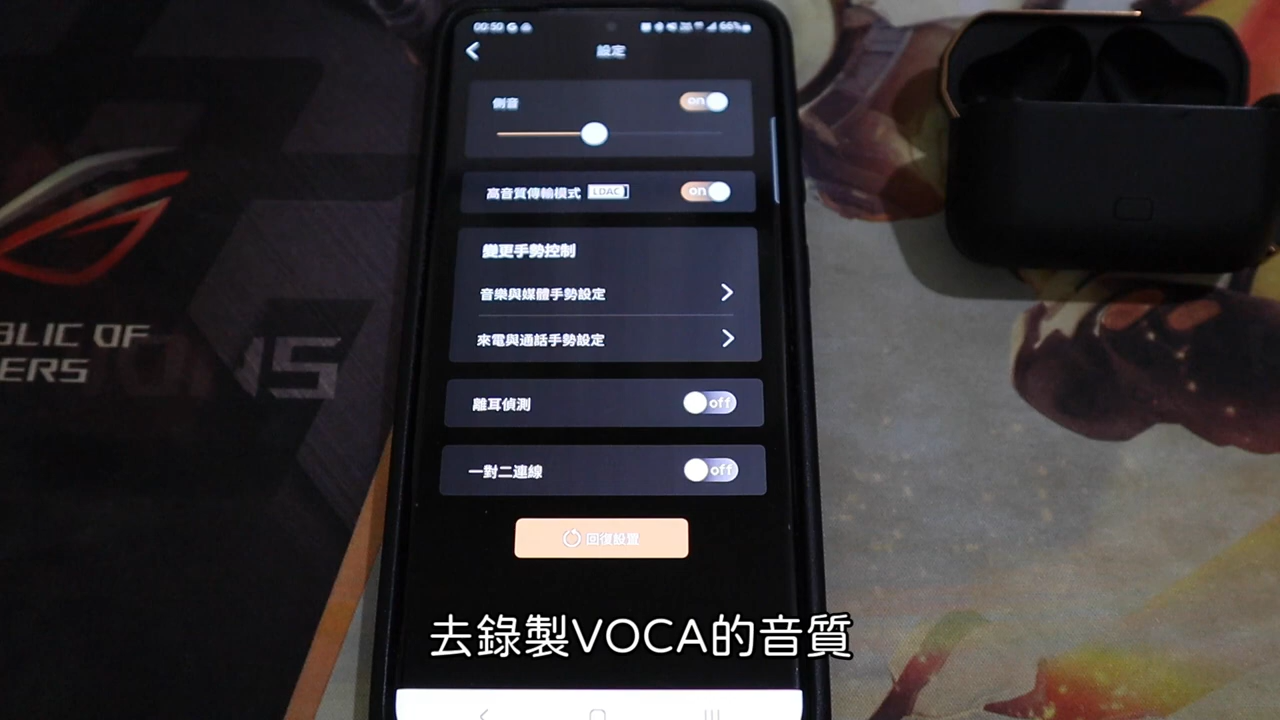 00:50
66%
設定
側音
on
高音質傳輸模式 LDAC
on
變更手勢控制
音樂與媒體手勢設定
來電與通話手勢設定
離耳偵測
off
一對二連線
off
回復設置
BLIC OF
ERS
去錄製VOCA的音質